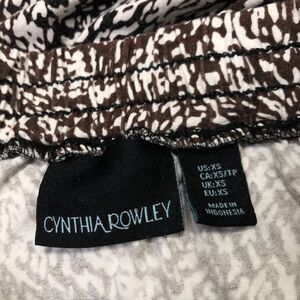 CYNTHIA ROWLEY
US:XS
CA:XS/TP
UK:XS
EU:XS
MADE IN
INDONESIA